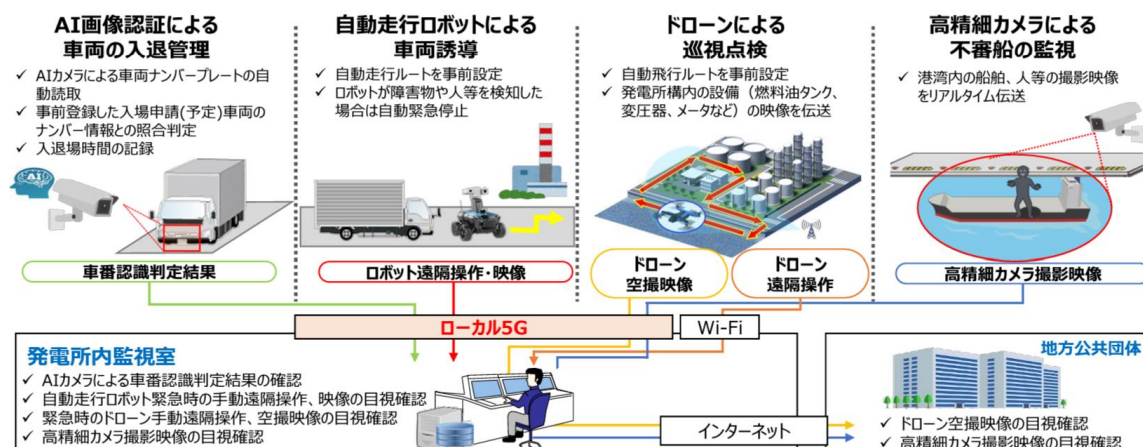 AI画像認証による
車両の入退管理
✓ AIカメラによる車両ナンバープレートの自
動読取
✓ 事前登録した入場申請(予定)車両の
ナンバー情報との照合判定
✓ 入退場時間の記録
AI
車番認識判定結果
自動走行ロボットによる
車両誘導
✓ 自動走行ルートを事前設定
✓ ロボットが障害物や人等を検知した
場合は自動緊急停止
ロボット遠隔操作・映像
ドローンによる
巡視点検
✓ 自動飛行ルートを事前設定
✓ 発電所構内の設備（燃料油タンク、
変圧器、メータなど）の映像を伝送
ドローン
空撮映像
ドローン
遠隔操作
高精細カメラによる
不審船の監視
✓ 港湾内の船舶、人等の撮影映像
をリアルタイム伝送
高精細カメラ撮影映像
ローカル5G
Wi-Fi
発電所内監視室
✓ AIカメラによる車番認識判定結果の確認
✓ 自動走行ロボット緊急時の手動遠隔操作、映像の目視確認
✓ 緊急時のドローン手動遠隔操作、空撮映像の目視確認
✓ 高精細カメラ撮影映像の目視確認
インターネット
地方公共団体
✓ ドローン空撮映像の目視確認
✓ 高精細カメラ撮影映像の目視確認